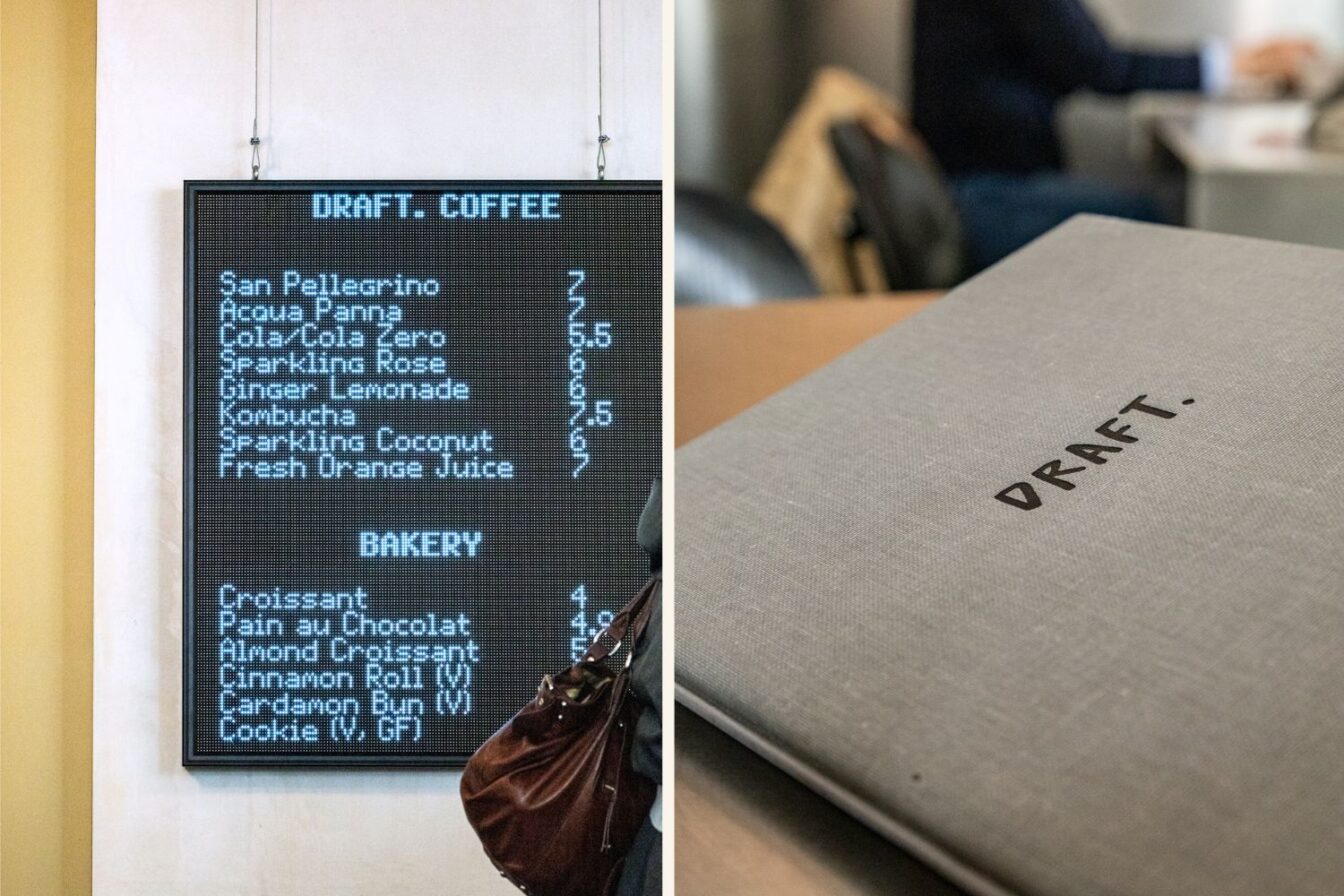 DRAFT. COFFEE
San Pellegrino 7
Acqua Panna 7
Cola/Cola Zero 5.5
Sparkling Rose 6
Ginger Lemonade 6
Kombucha 7.5
Sparkling Coconut 6
Fresh Orange Juice 7
BAKERY
Croissant 4
Pain au Chocolat
Almond Croissant
Cinnamon Roll (V)
Cardamon Bun (V)
Cookie (V, GF)
DRAFT.